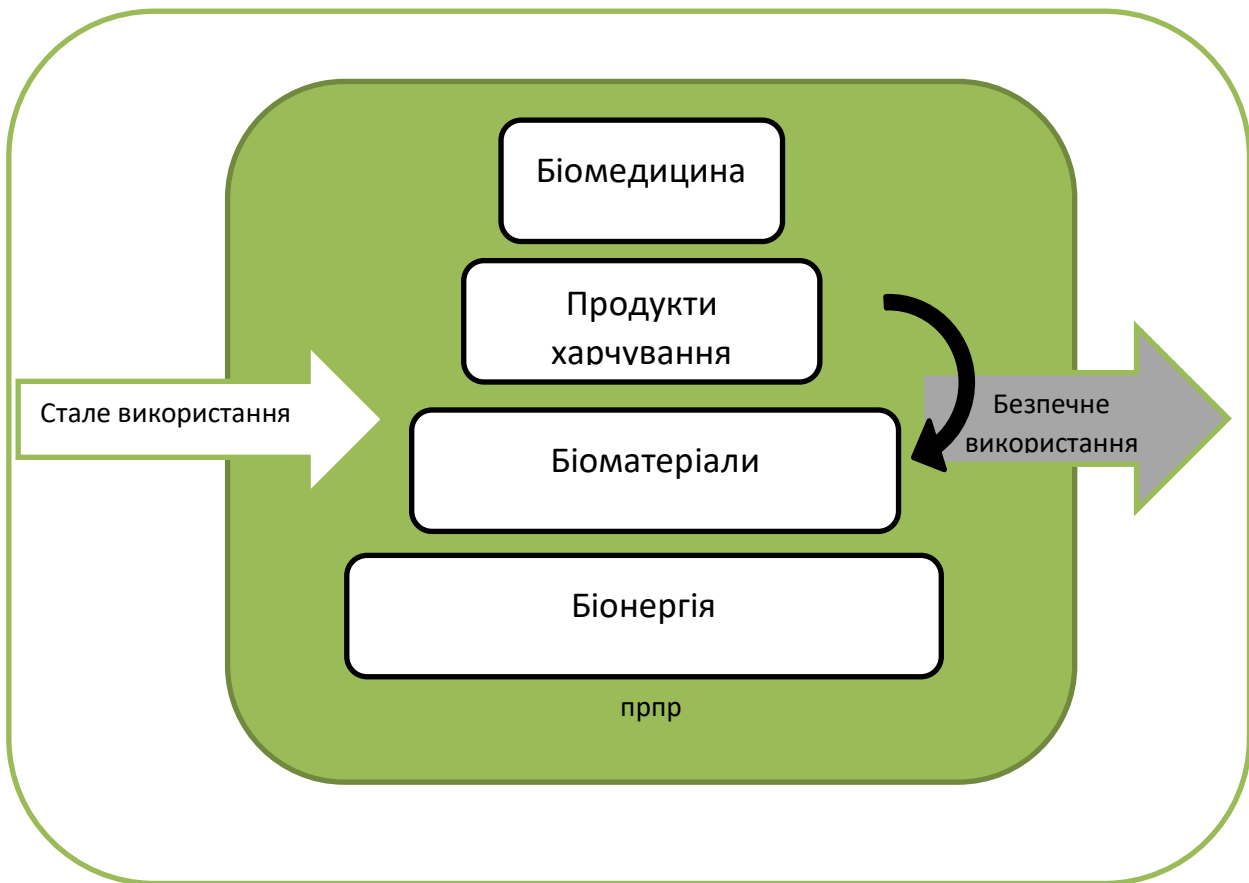 Біомедицина
Продукти
харчування
Стале використання
Безпечне
використання
Біоматеріали
Біонергія
прпр